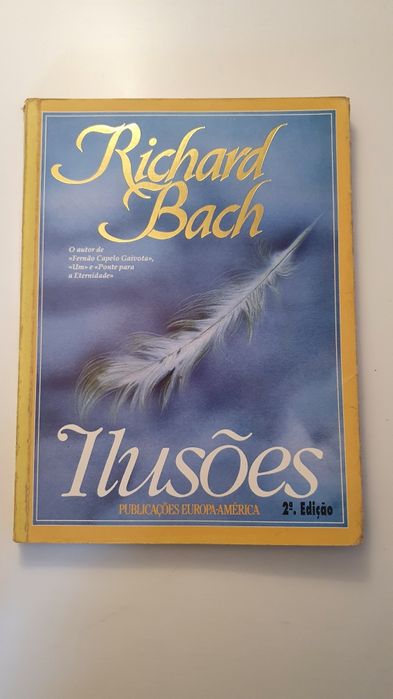 Richard
Bach
O autor de
«Fernão Capelo Gaivota»,
«Um» e «Ponte para
a Eternidade»
Ilusões
PUBLICAÇÕES EUROPA-AMÉRICA
2ª. Edição